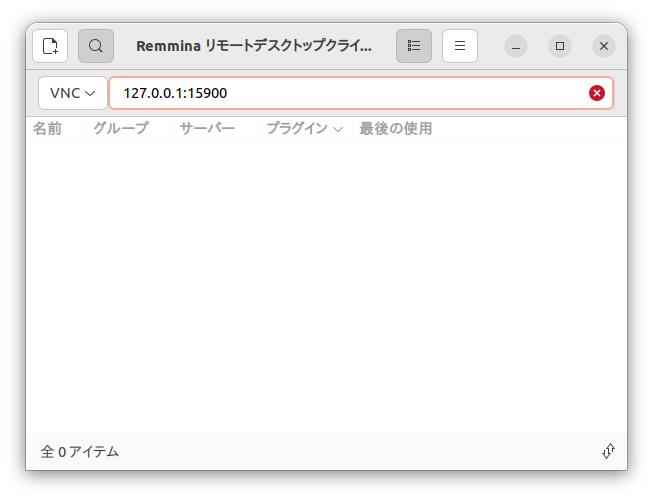 Remmina リモートデスクトップクライ...
VNC 127.0.0.1:15900
名前 グループ サーバー プラグイン 最後の使用
全 0 アイテム